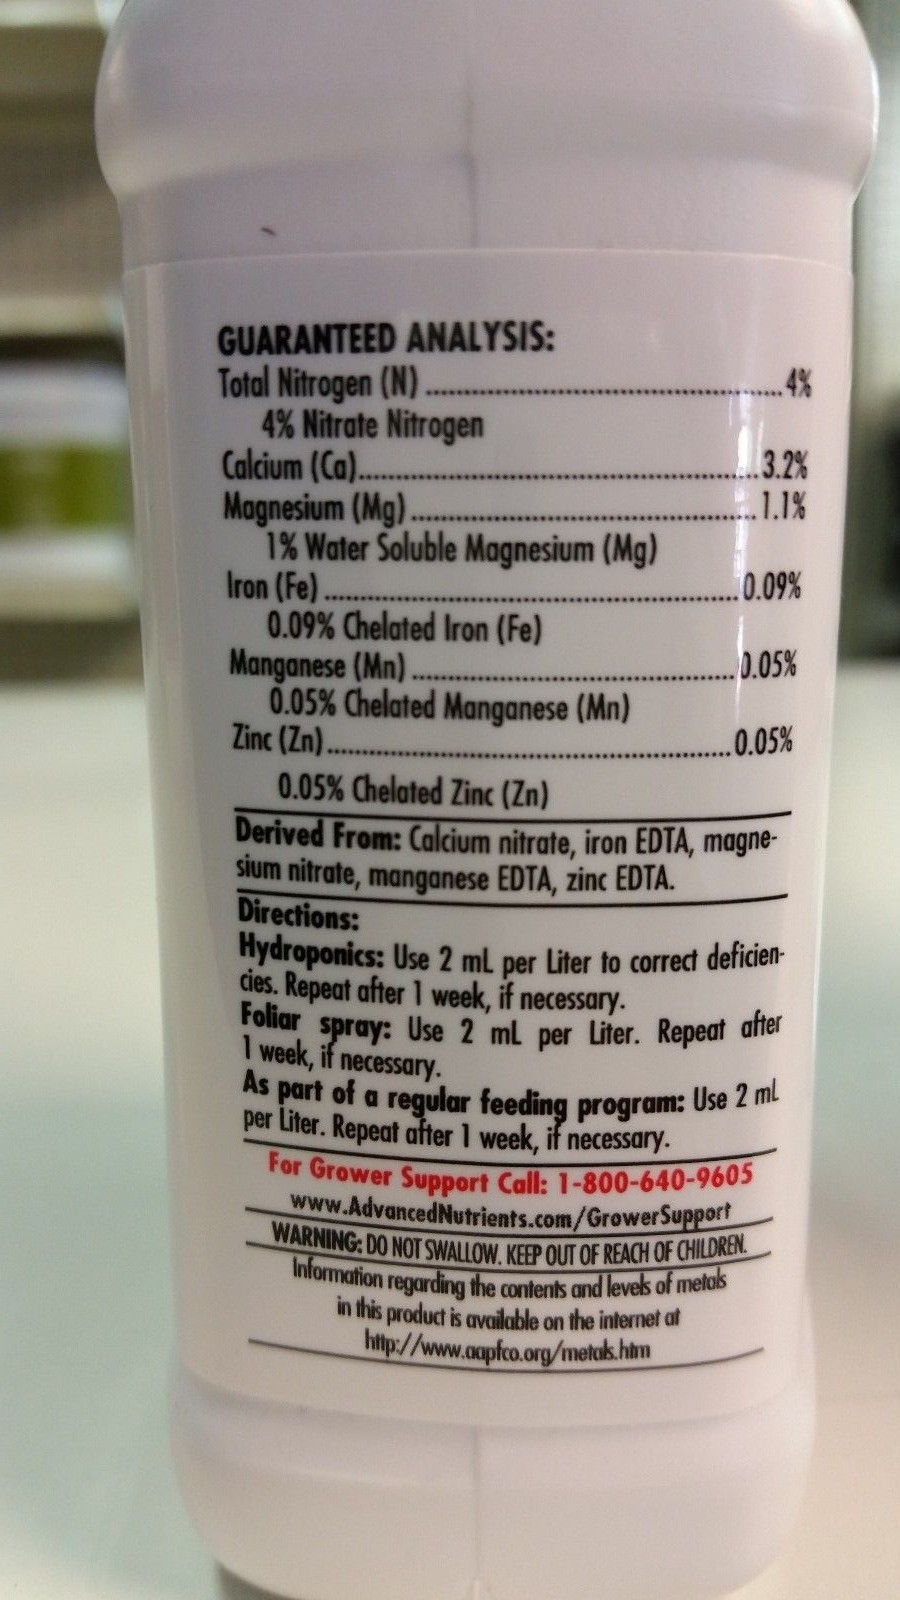 GUARANTEED ANALYSIS:
Total Nitrogen (N) ........................................................ 4%
4% Nitrate Nitrogen
Calcium (Ca)................................................................ 3.2%
Magnesium (Mg) ........................................................ 1.1%
1% Water Soluble Magnesium (Mg)
Iron (Fe) ................................................................ 0.09%
0.09% Chelated Iron (Fe)
Manganese (Mn) .................................................... 0.05%
0.05% Chelated Manganese (Mn)
Zinc (Zn)................................................................ 0.05%
0.05% Chelated Zinc (Zn)
Derived From: Calcium nitrate, iron EDTA, magne-
sium nitrate, manganese EDTA, zinc EDTA.
Directions:
Hydroponics: Use 2 mL per Liter to correct deficien-
cies. Repeat after 1 week, if necessary.
Foliar spray: Use 2 mL per Liter. Repeat after
1 week, if necessary.
As part of a regular feeding program: Use 2 mL
per Liter. Repeat after 1 week, if necessary.
For Grower Support Call: 1-800-640-9605
www.AdvancedNutrients.com/GrowerSupport
WARNING: DO NOT SWALLOW. KEEP OUT OF REACH OF CHILDREN.
Information regarding the contents and levels of metals
in this product is available on the internet at
http://www.aapfco.org/metals.htm